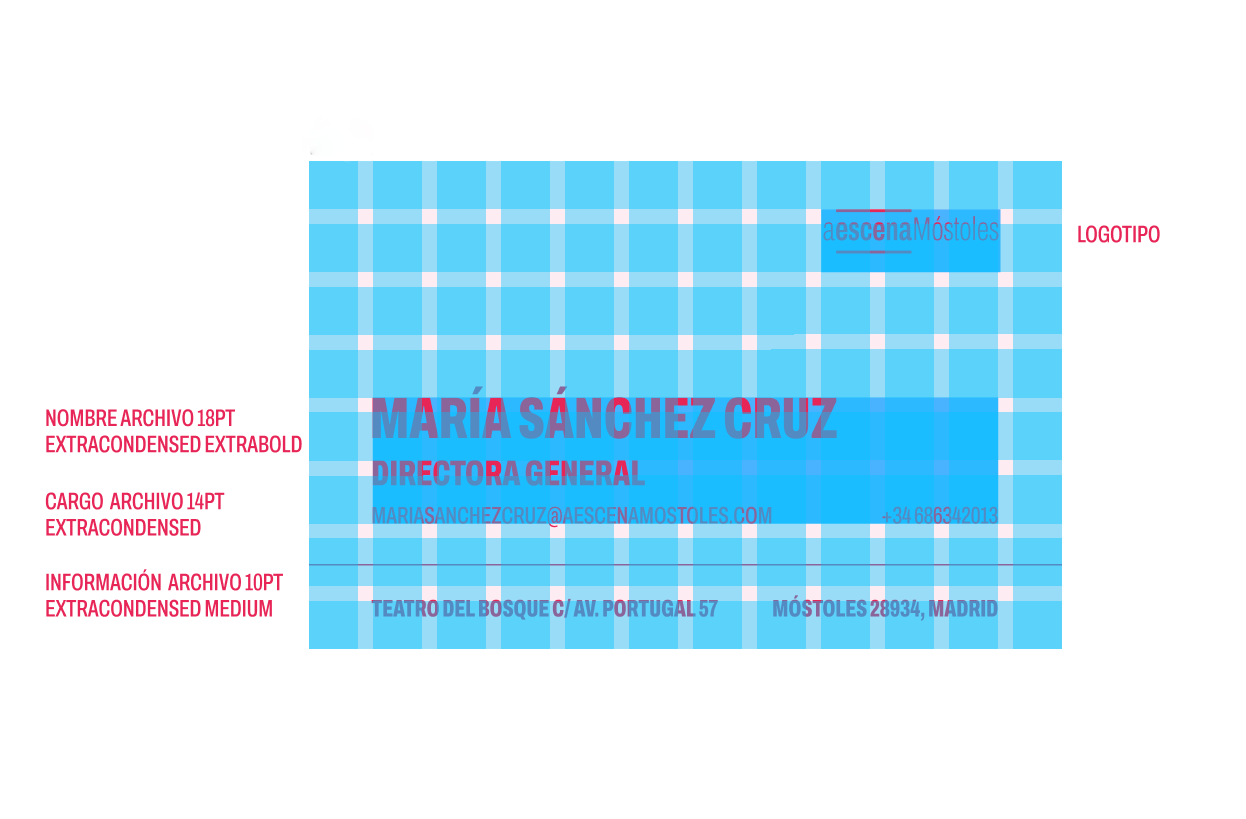 aescenaMóstoles
LOGOTIPO
NOMBRE ARCHIVO 18PT
EXTRACONDENSED EXTRABOLD
MARÍA SÁNCHEZ CRUZ
DIRECTORA GENERAL
CARGO ARCHIVO 14PT
EXTRACONDENSED
MARIASANCHEZCRUZ@AESCENAMOSTOLES.COM +34 686342013
INFORMACIÓN ARCHIVO 10PT
EXTRACONDENSED MEDIUM
TEATRO DEL BOSQUE C/ AV. PORTUGAL 57 MÓSTOLES 28934, MADRID